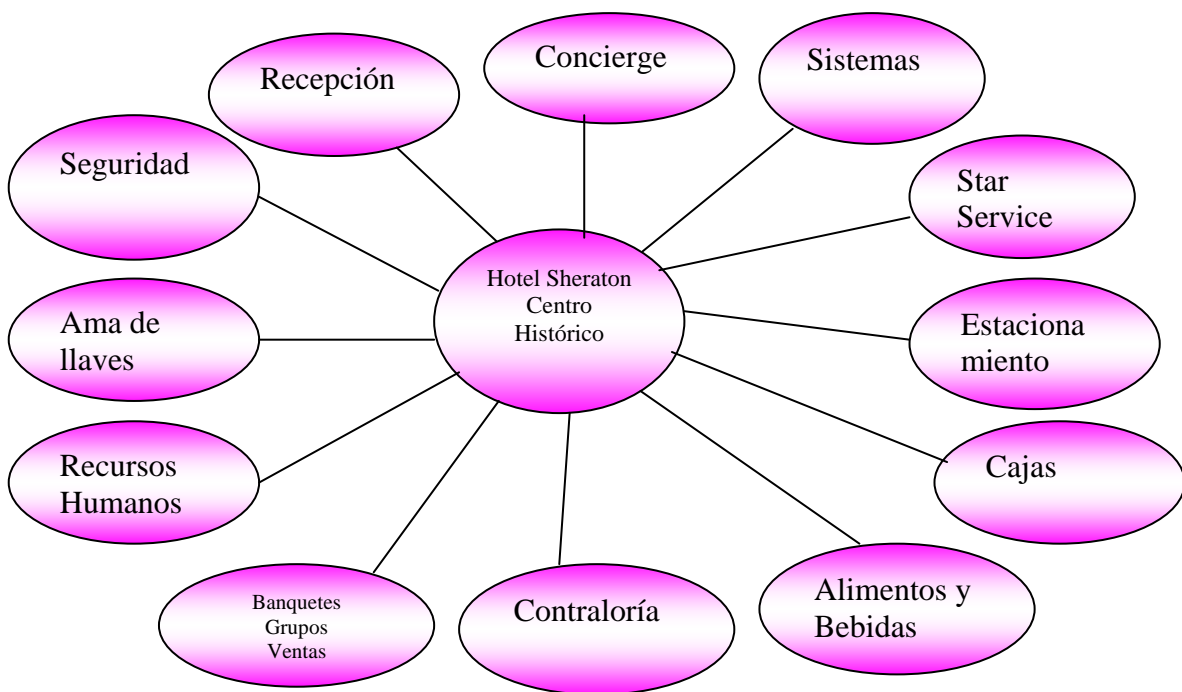 Concierge
Sistemas
Recepción
Seguridad
Star
Service
Hotel Sheraton
Centro
Histórico
Ama de
llaves
Estaciona
miento
Recursos
Humanos
Cajas
Banquetes
Grupos
Ventas
Contraloría
Alimentos y
Bebidas